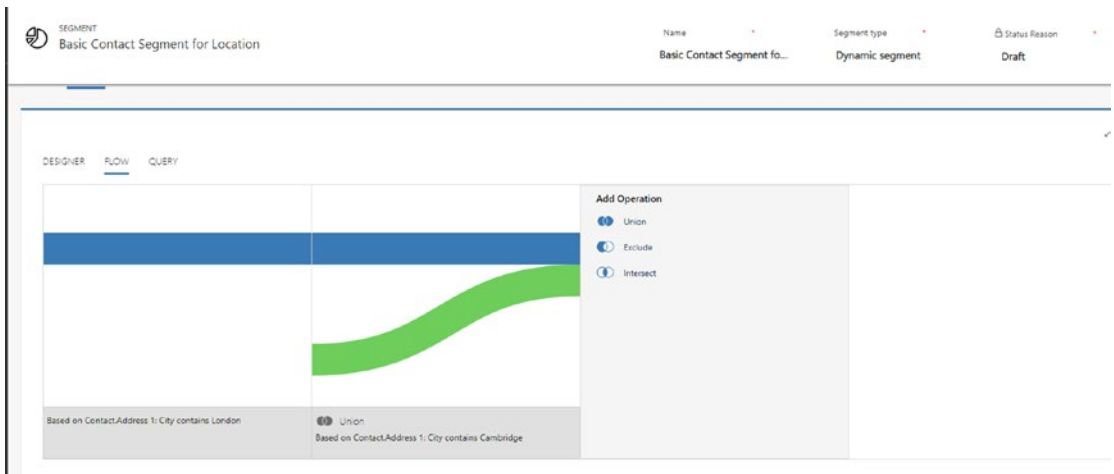 SEGMENT
Basic Contact Segment for Location
Name *
Segment type *
Status Reason *
Basic Contact Segment fo...
Dynamic segment
Draft
DESIGNER FLOW QUERY
Add Operation
Union
Exclude
Intersect
Based on Contact.Address 1: City contains London
Union
Based on Contact.Address 1: City contains Cambridge